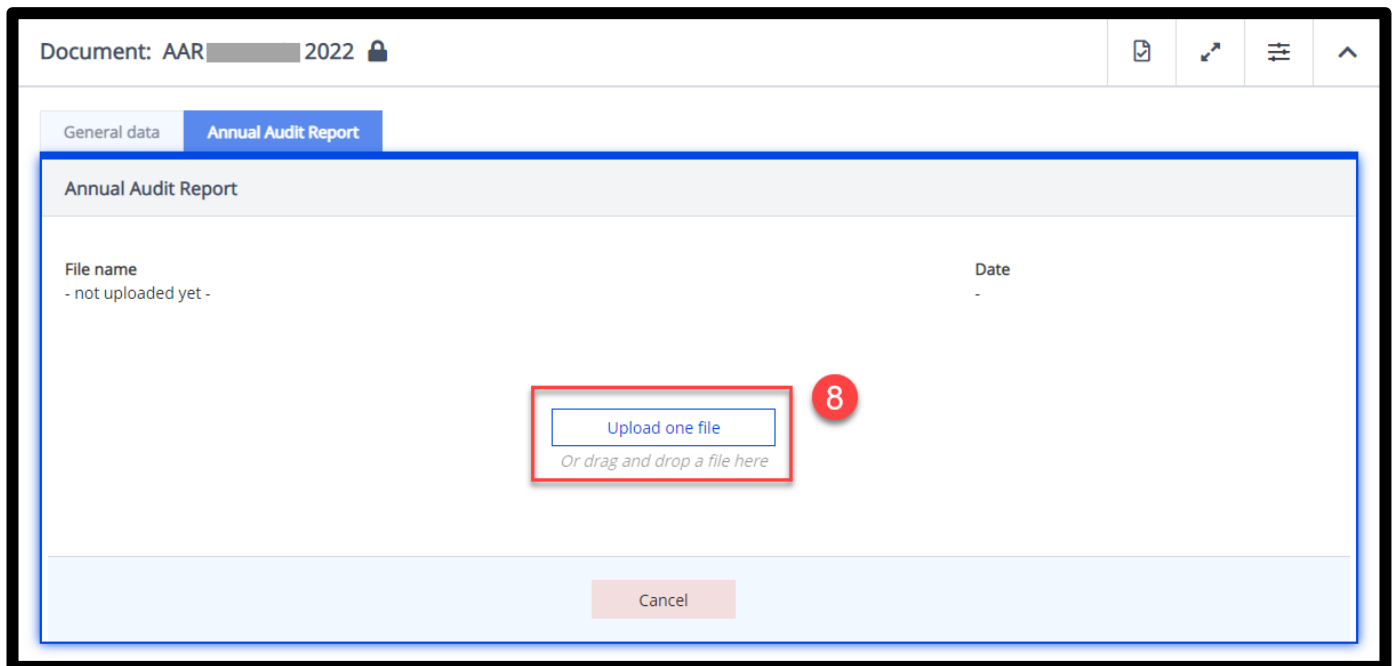 Document: AAR 2022
General data Annual Audit Report
Annual Audit Report
File name Date
- not uploaded yet - -
8
Upload one file
Or drag and drop a file here
Cancel